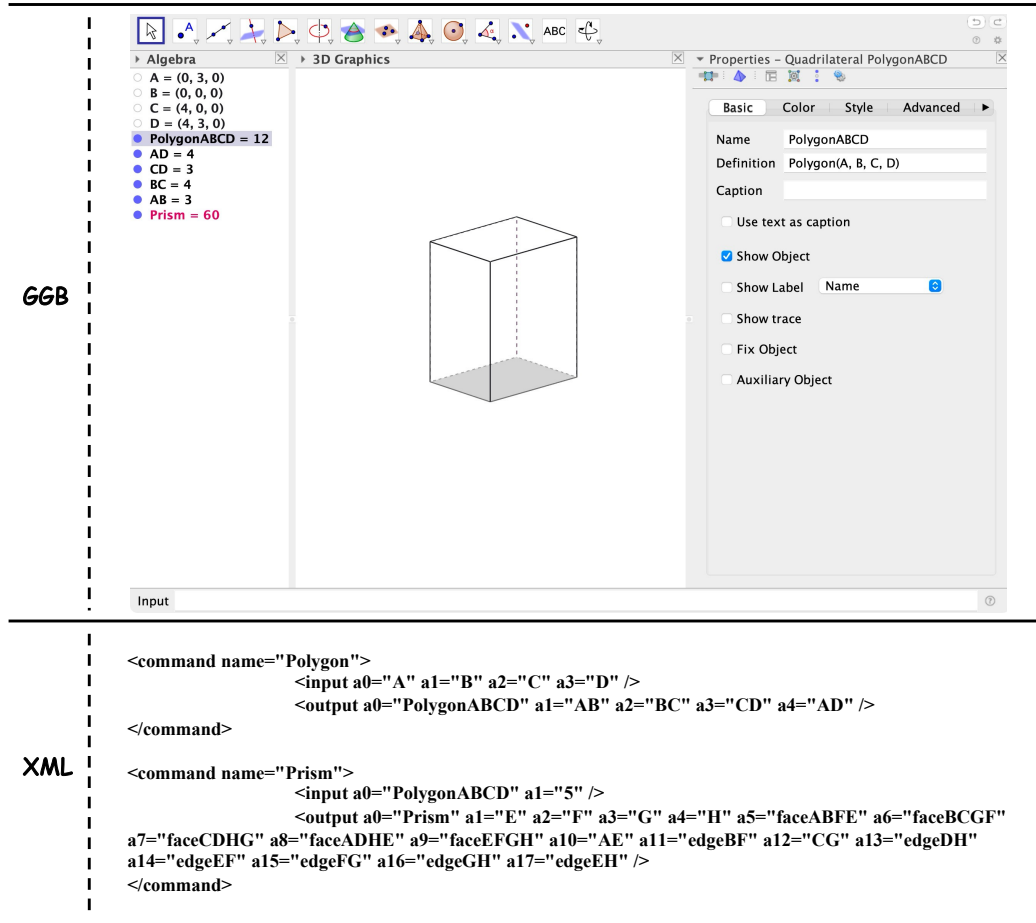 ABC
Algebra
3D Graphics
Properties – Quadrilateral PolygonABCD
A = (0, 3, 0)
B = (0, 0, 0)
C = (4, 0, 0)
D = (4, 3, 0)
PolygonABCD = 12
AD = 4
CD = 3
BC = 4
AB = 3
Prism = 60
Basic Color Style Advanced
Name PolygonABCD
Definition Polygon(A, B, C, D)
Caption
Use text as caption
Show Object
Show Label Name
Show trace
Fix Object
Auxiliary Object
GGB
Input
XML
<command name="Polygon">
<input a0="A" a1="B" a2="C" a3="D" />
<output a0="PolygonABCD" a1="AB" a2="BC" a3="CD" a4="AD" />
</command>
<command name="Prism">
<input a0="PolygonABCD" a1="5" />
<output a0="Prism" a1="E" a2="F" a3="G" a4="H" a5="faceABFE" a6="faceBCGF"
a7="faceCDHG" a8="faceADHE" a9="faceEFGH" a10="AE" a11="edgeBF" a12="CG" a13="edgeDH"
a14="edgeEF" a15="edgeFG" a16="edgeGH" a17="edgeEH" />
</command>